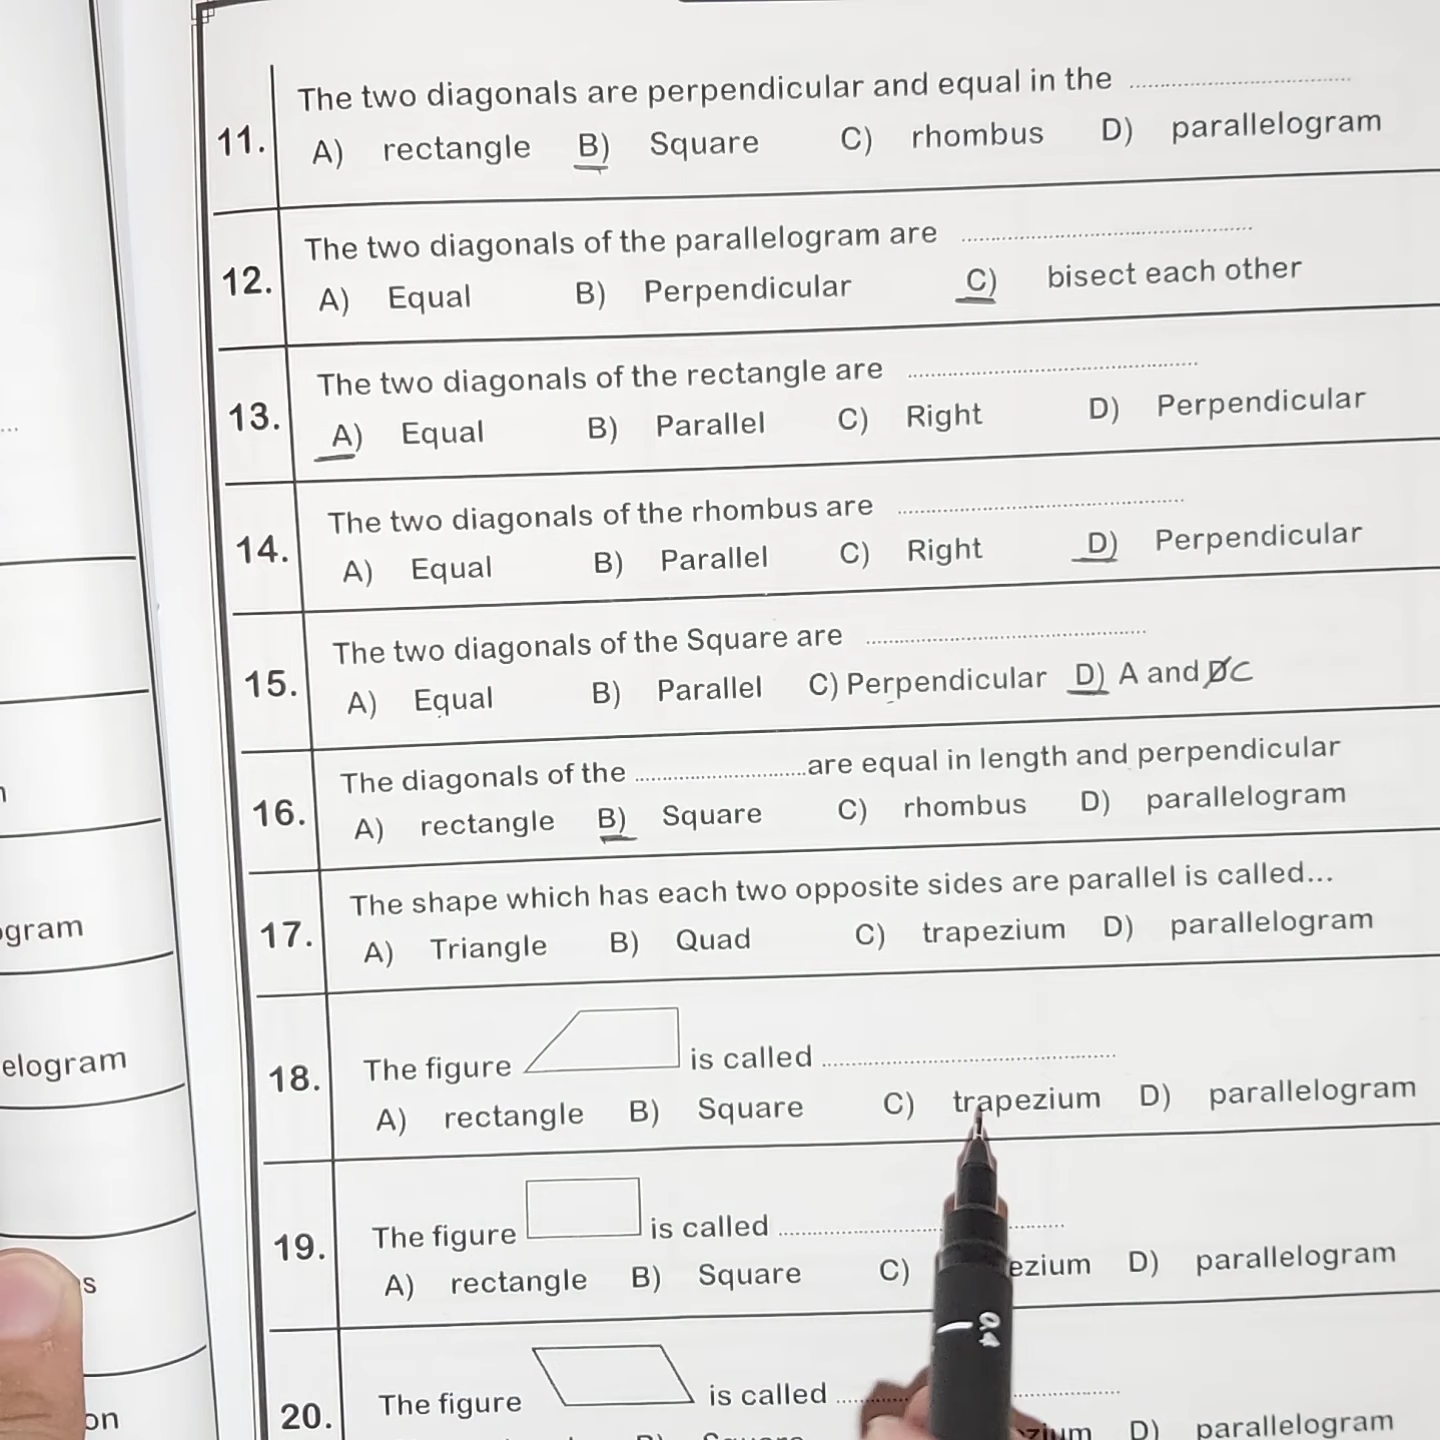 11. The two diagonals are perpendicular and equal in the ..............................
A) rectangle B) Square C) rhombus D) parallelogram
12. The two diagonals of the parallelogram are ..............................
A) Equal B) Perpendicular C) bisect each other
13. The two diagonals of the rectangle are ..............................
A) Equal B) Parallel C) Right D) Perpendicular
14. The two diagonals of the rhombus are ..............................
A) Equal B) Parallel C) Right D) Perpendicular
15. The two diagonals of the Square are ..............................
A) Equal B) Parallel C) Perpendicular D) A and D C
16. The diagonals of the ..............................are equal in length and perpendicular
A) rectangle B) Square C) rhombus D) parallelogram
17. The shape which has each two opposite sides are parallel is called...
A) Triangle B) Quad C) trapezium D) parallelogram
18. The figure is called ..............................
A) rectangle B) Square C) trapezium D) parallelogram
19. The figure is called ..............................
A) rectangle B) Square C) ezium D) parallelogram
20. The figure is called ..............................
D) parallelogram
...
gram
elogram
s
on
0.4